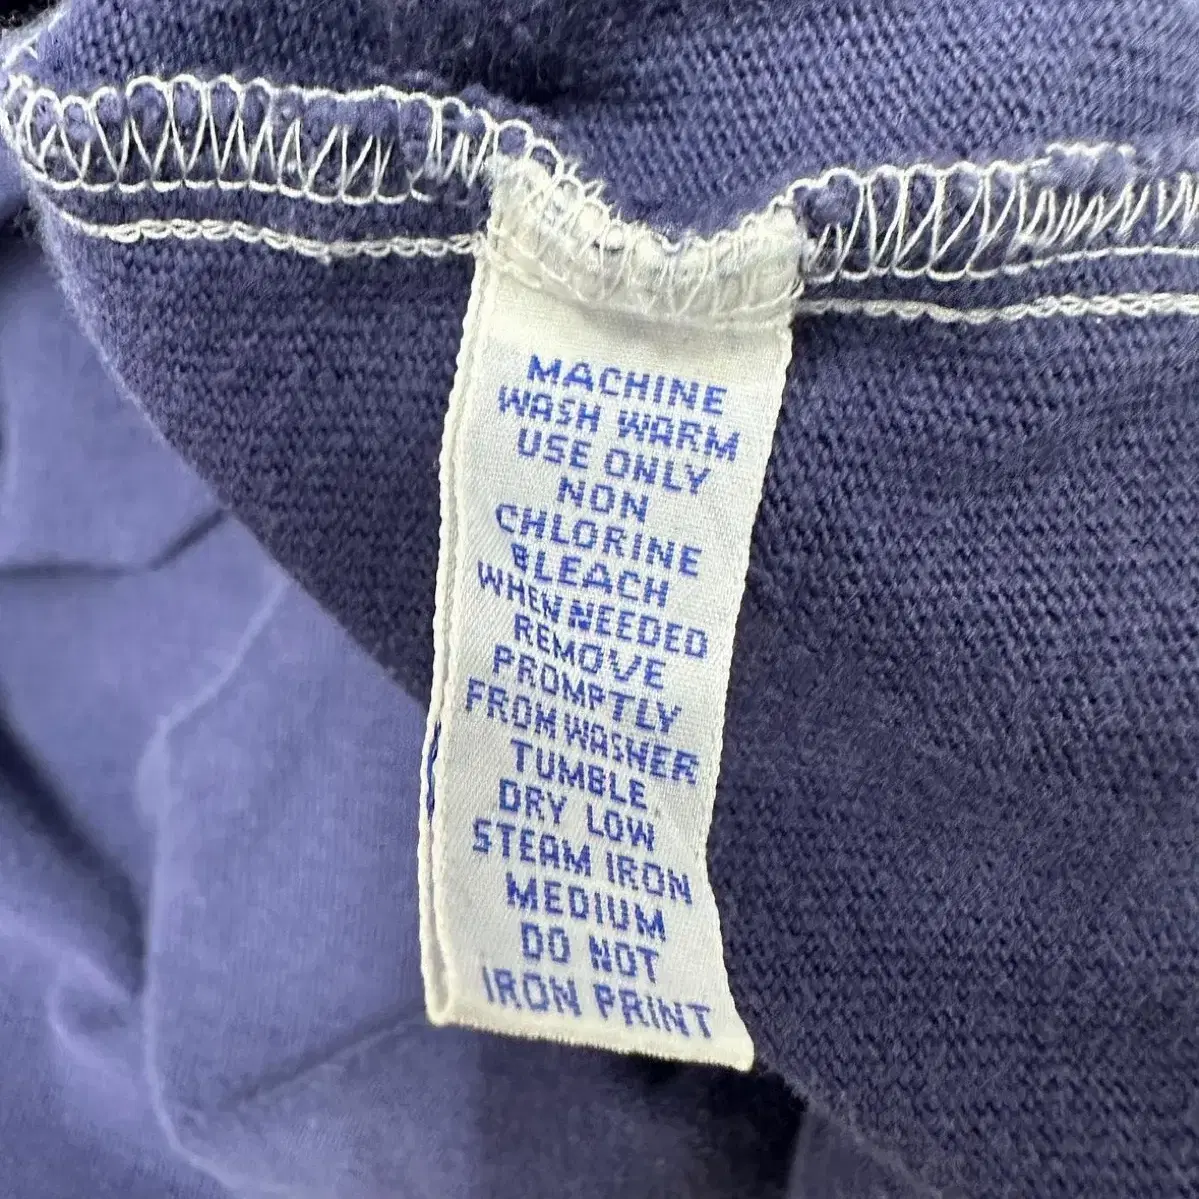 MACHINE
WASH WARM
USE ONLY
NON
CHLORINE
BLEACH
WHEN NEEDED
REMOVE
PROMPTLY
FROM WASHER
TUMBLE
DRY LOW
STEAM IRON
MEDIUM
DO NOT
IRON PRINT